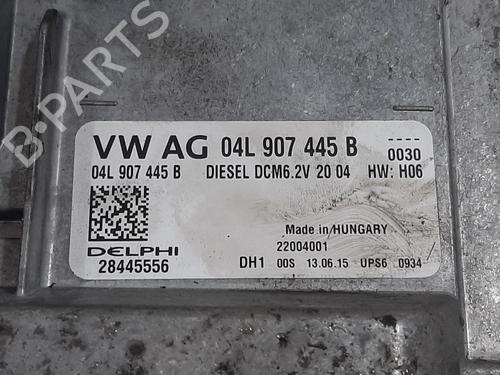 B-PARTS
VW AG 04L 907 445 B ----
0030
04L 907 445 B DIESEL DCM6.2V 20 04 HW: H06
Made in HUNGARY
22004001
DELPHI
28445556 DH1 00S 13.06.15 UPS6 0934